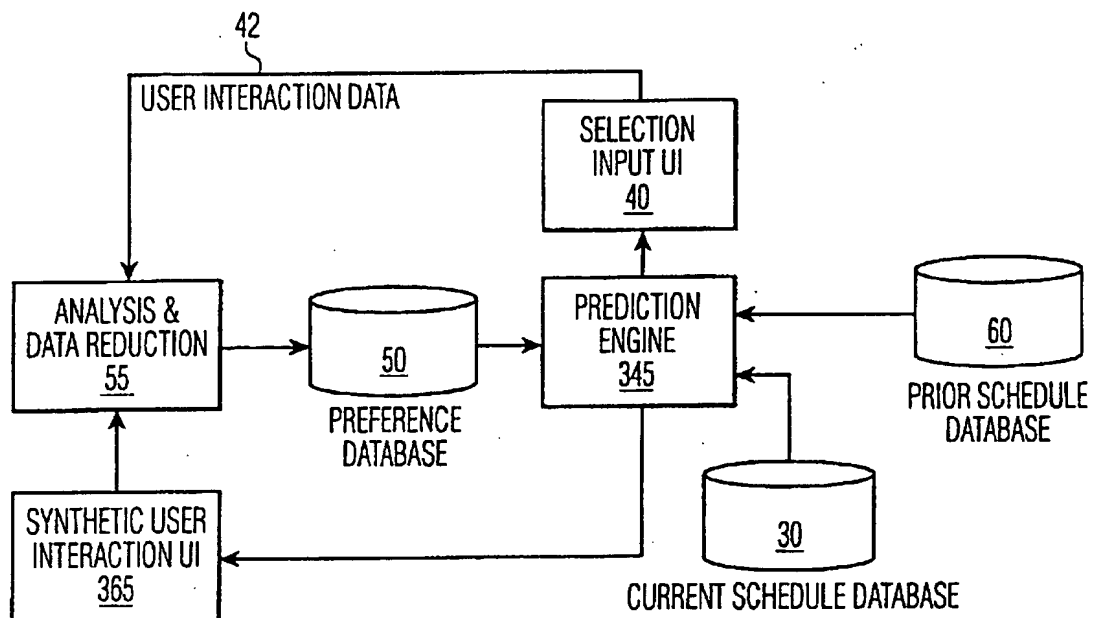 42
USER INTERACTION DATA
SELECTION
INPUT UI
40
ANALYSIS &
DATA REDUCTION
55
50
PREFERENCE
DATABASE
PREDICTION
ENGINE
345
60
PRIOR SCHEDULE
DATABASE
SYNTHETIC USER
INTERACTION UI
365
30
CURRENT SCHEDULE DATABASE